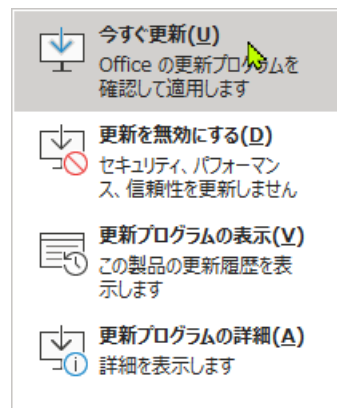 今すぐ更新(U)
Office の更新プログラムを
確認して適用します
更新を無効にする(D)
セキュリティ、パフォーマン
ス、信頼性を更新しません
更新プログラムの表示(V)
この製品の更新履歴を表
示します
更新プログラムの詳細(A)
詳細を表示します